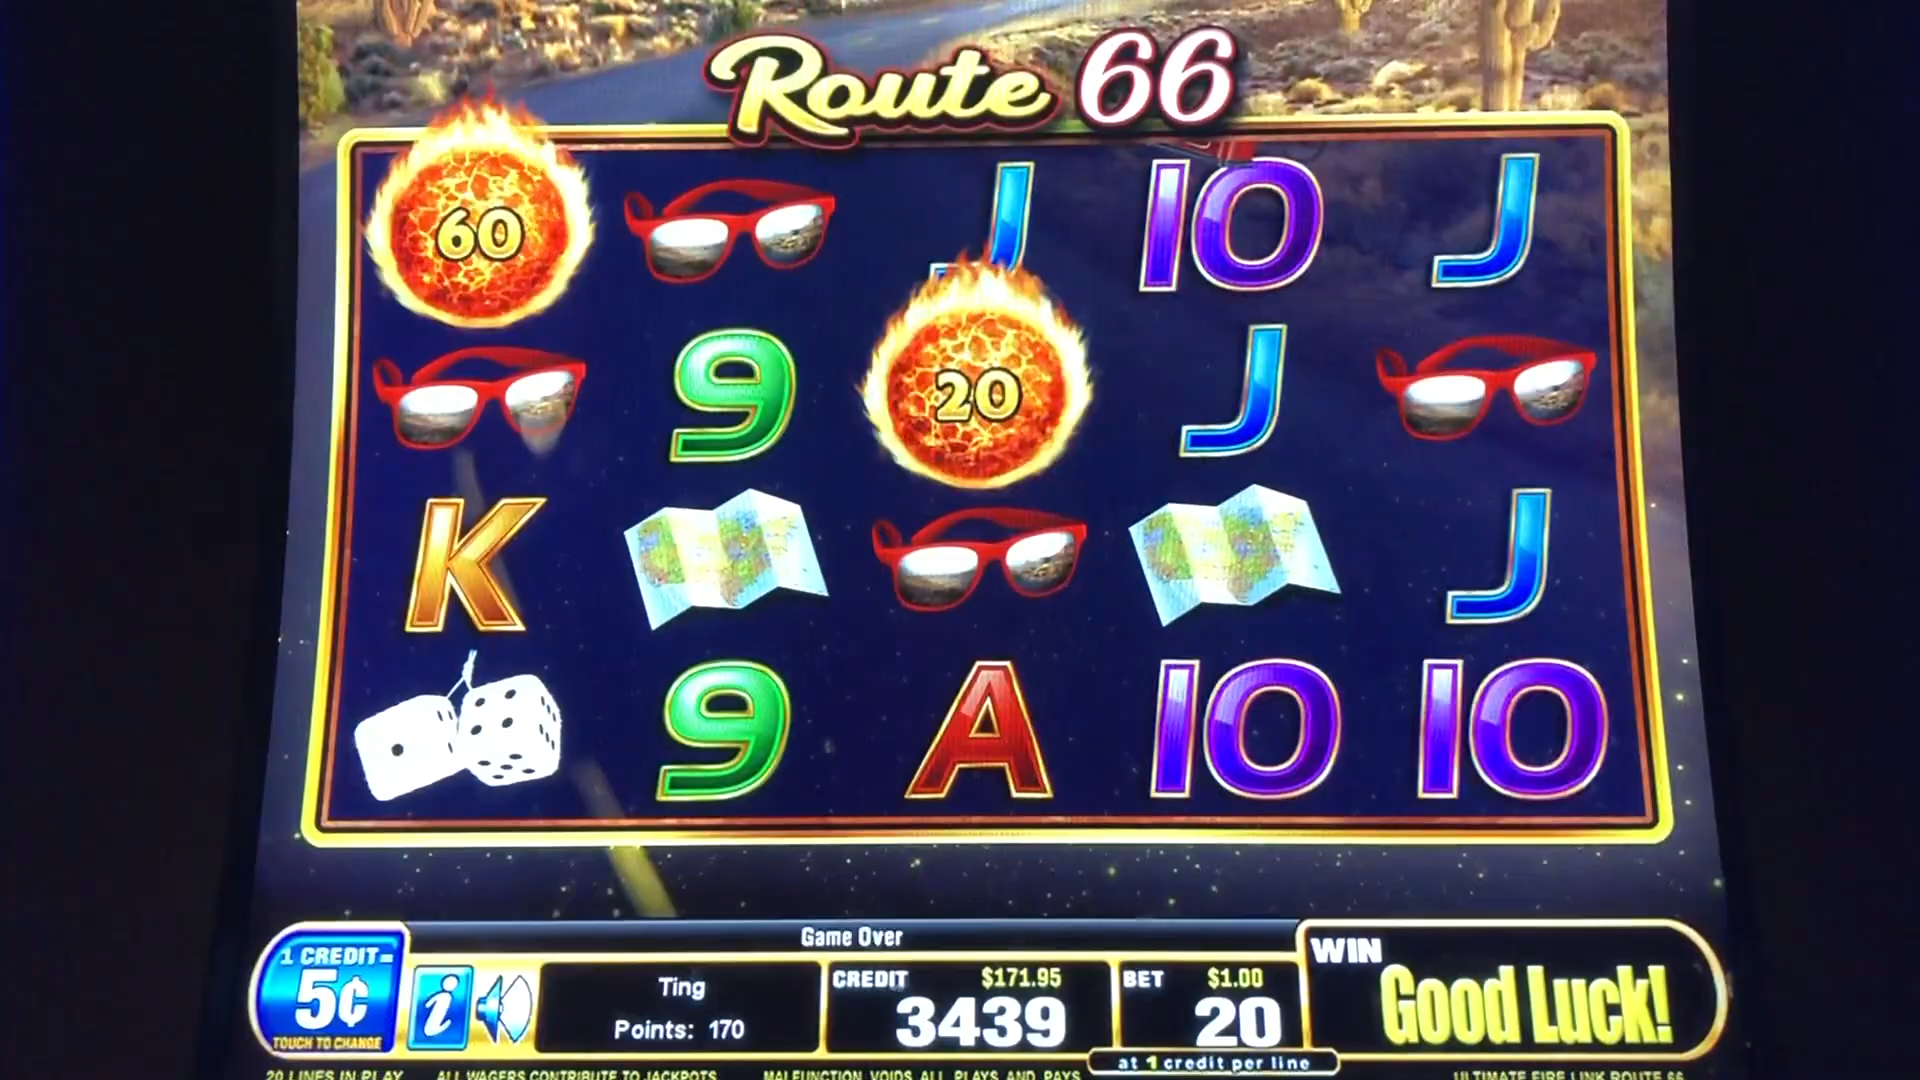 Route 66
60 J 10 J
9 20 J
K J
9 A 10 10
Game Over
1 CREDIT=
5¢
TOUCH TO CHANGE
i
Ting
Points: 170
CREDIT $171.95
3439
BET $1.00
20
at 1 credit per line
WIN
Good Luck!
20 LINES IN PLAY ALL WAGERS CONTRIBUTE TO JACKPOTS MALFUNCTION VOIDS ALL PLAYS AND PAYS ULTIMATE FIRE LINK ROUTE 66